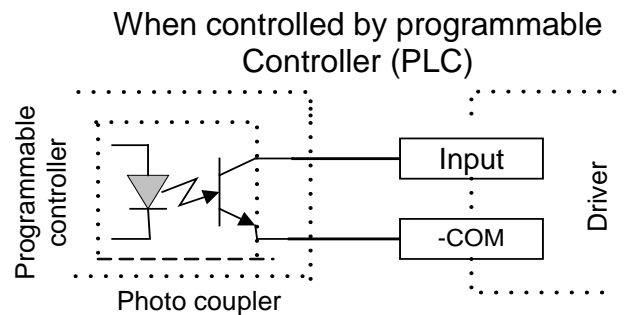 When controlled by programmable
Controller (PLC)
Programmable
controller
Input
-COM
Driver
Photo coupler